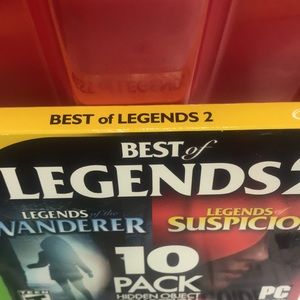 BEST of LEGENDS 2
BEST of
LEGENDS 2
LEGENDS of the
WANDERER
LEGENDS of
SUSPICIO
10
PACK
HIDDEN OBJECT
TEEN
PC